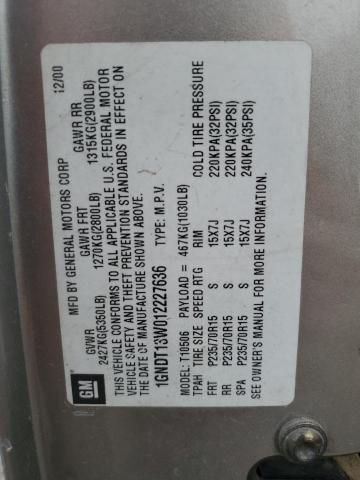 GM
MFD BY GENERAL MOTORS CORP 12/00
GVWR GAWR FRT GAWR RR
2427KG(5350LB) 1270KG(2800LB) 1315KG(2900LB)
THIS VEHICLE CONFORMS TO ALL APPLICABLE U.S. FEDERAL MOTOR
VEHICLE SAFETY AND THEFT PREVENTION STANDARDS IN EFFECT ON
THE DATE OF MANUFACTURE SHOWN ABOVE.
1GNDT13W012227636 TYPE: M.P.V.
MODEL: T10506 PAYLOAD = 467KG(1030LB)
TPAH TIRE SIZE SPEED RTG RIM COLD TIRE PRESSURE
FRT P235/70R15 S 15X7J 220KPA(32PSI)
RR P235/70R15 S 15X7J 220KPA(32PSI)
SPA P235/70R15 S 15X7J 240KPA(35PSI)
SEE OWNER'S MANUAL FOR MORE INFORMATION.